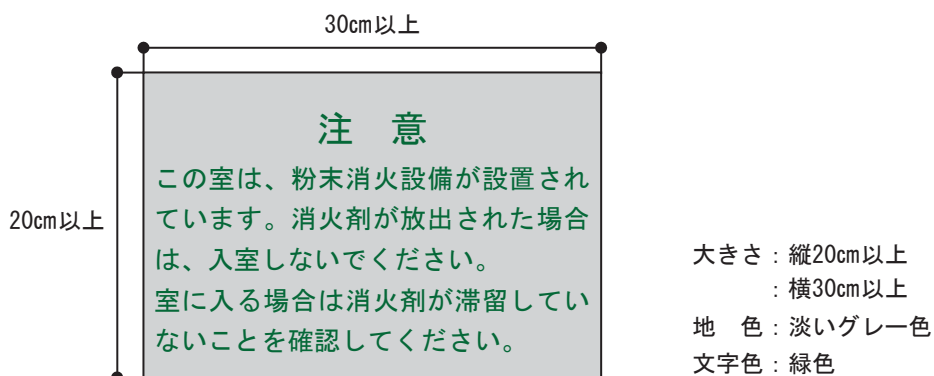 30㎝以上
20㎝以上
注　意
この室は、粉末消火設備が設置され
ています。消火剤が放出された場合
は、入室しないでください。
室に入る場合は消火剤が滞留してい
ないことを確認してください。
大きさ：縦20㎝以上
：横30㎝以上
地　色：淡いグレー色
文字色：緑色